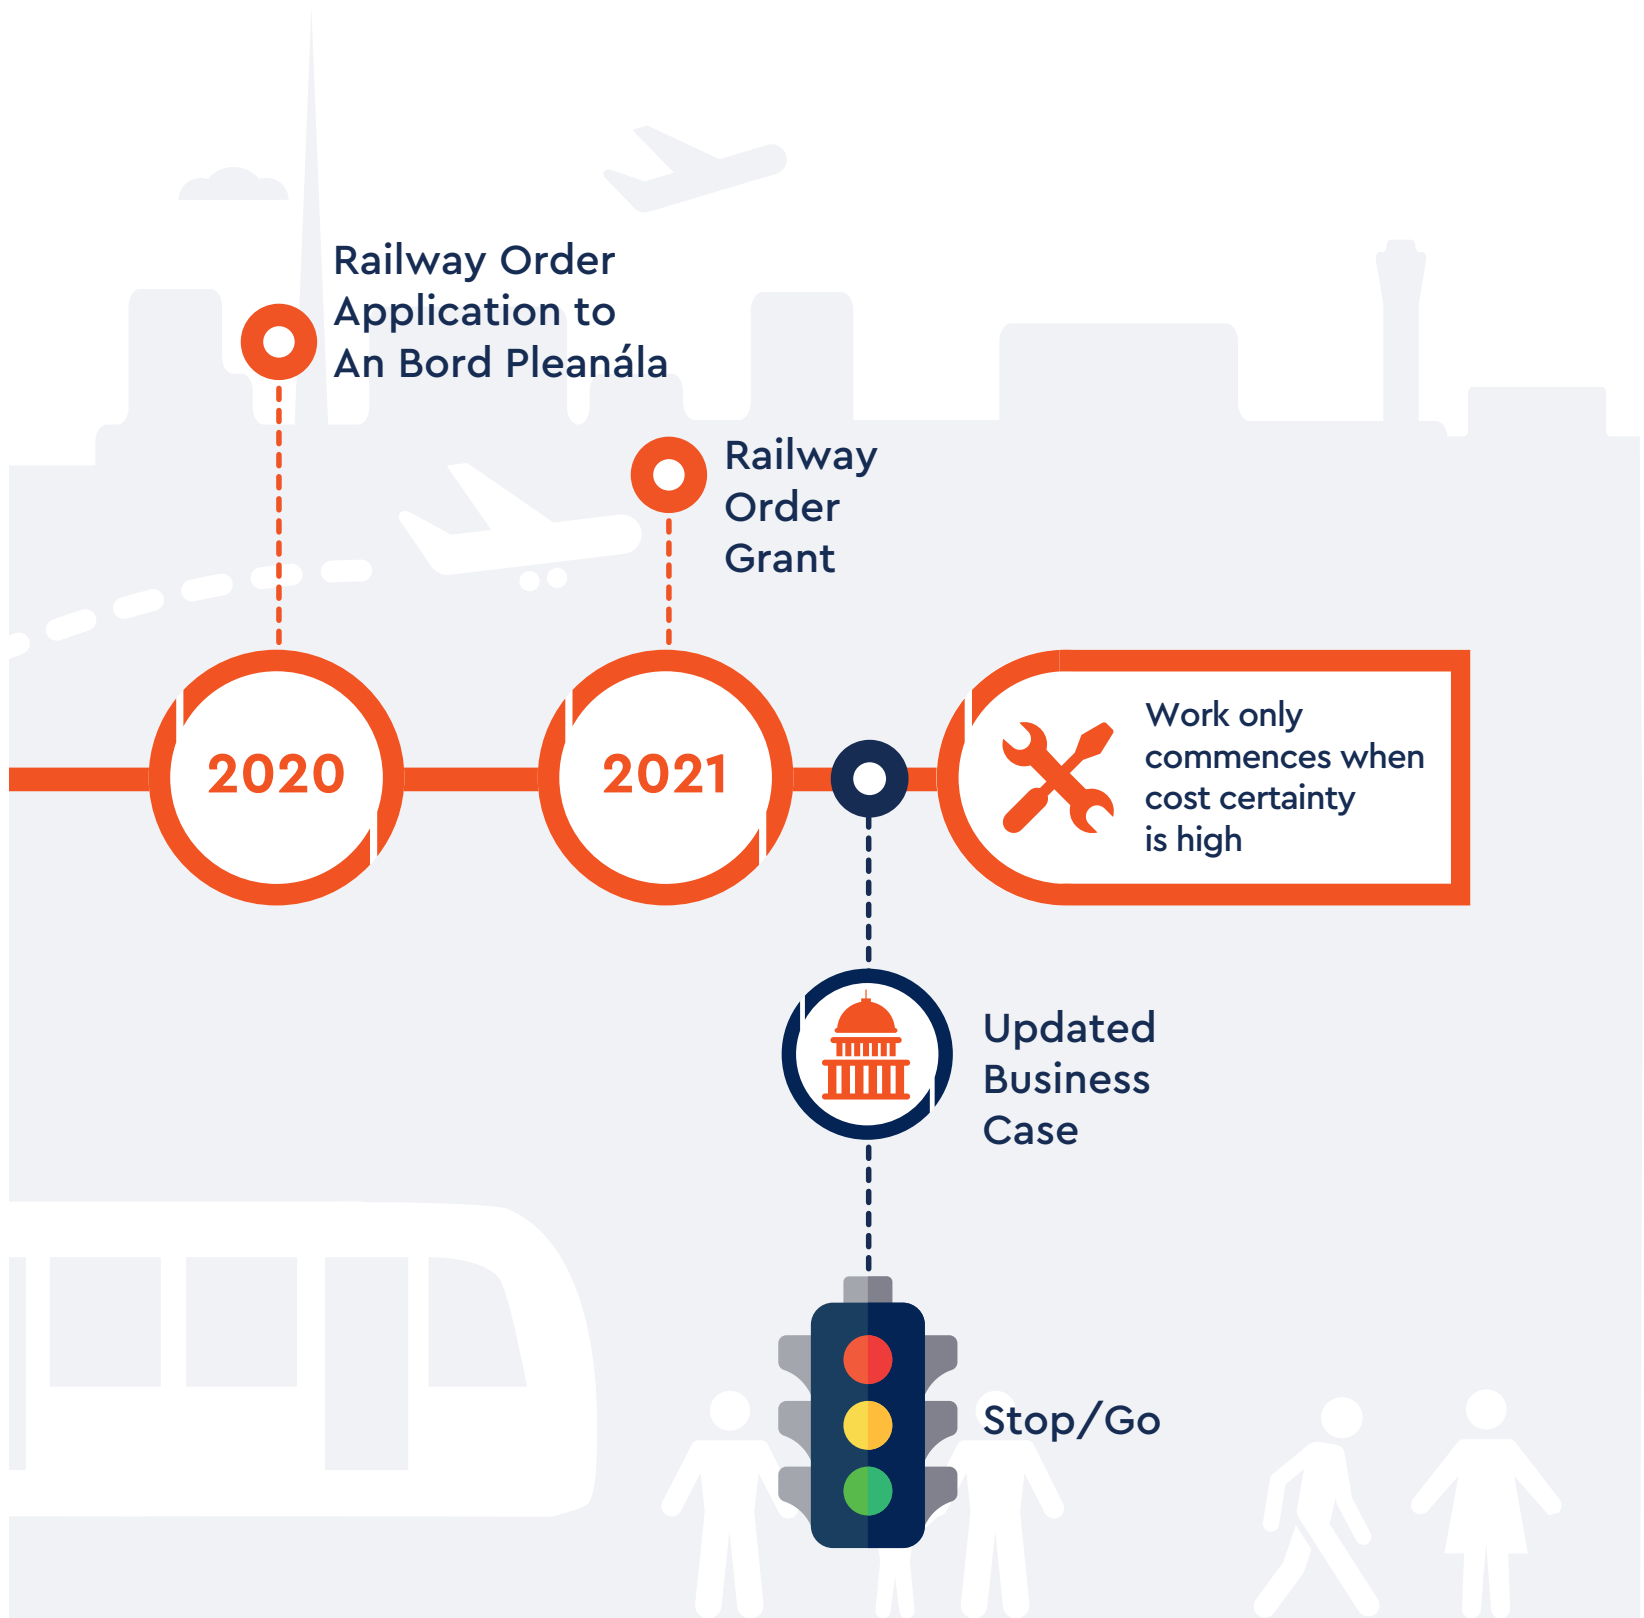 Railway Order
Application to
An Bord Pleanála
Railway
Order
Grant
2020
2021
Work only
commences when
cost certainty
is high
Updated
Business
Case
Stop/Go